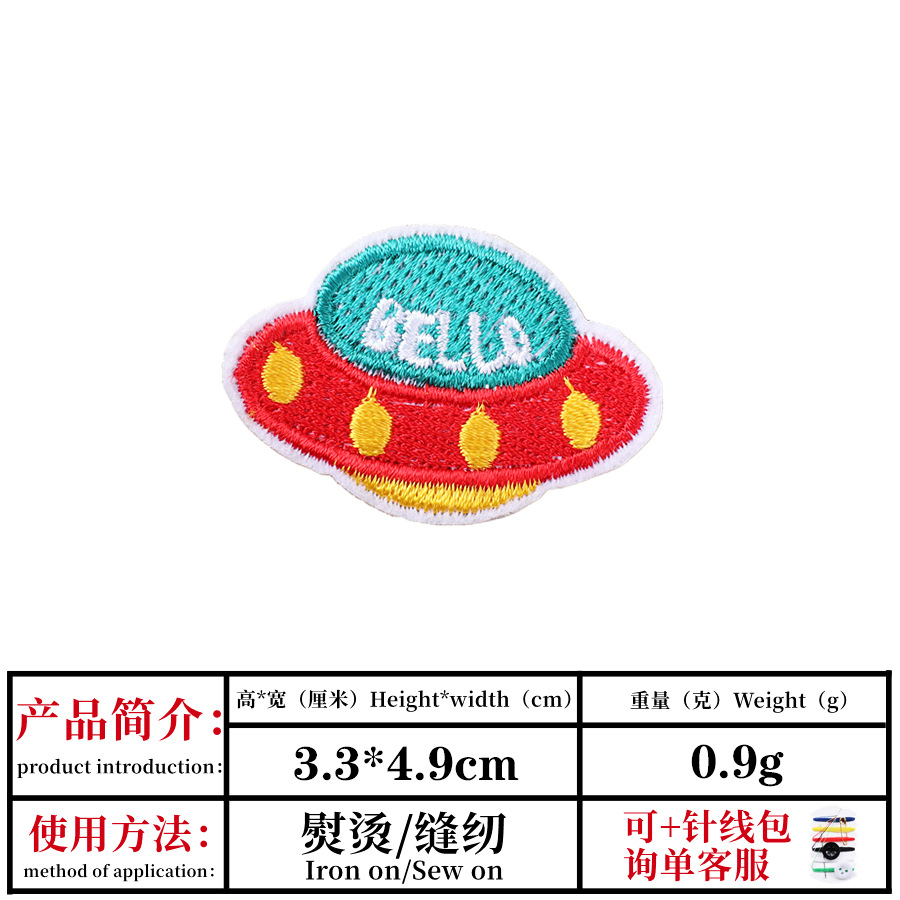 BELLO
产品简介：
product introduction：
高*宽（厘米）Height*width（cm）
重量（克）Weight（g）
3.3*4.9cm
0.9g
使用方法：
method of application：
熨烫/缝纫
Iron on/Sew on
可+针线包
询单客服